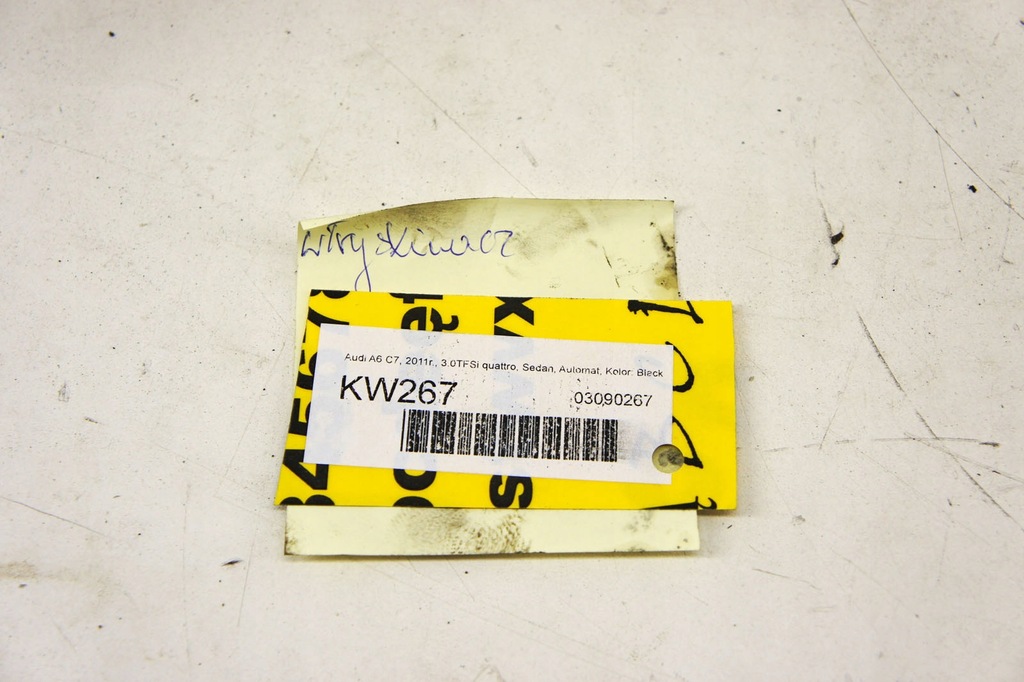 wtryskiwacz
Audi A6 C7, 2011r., 3.0TFSi quattro, Sedan, Automat, Kolor: Black
KW267
03090267